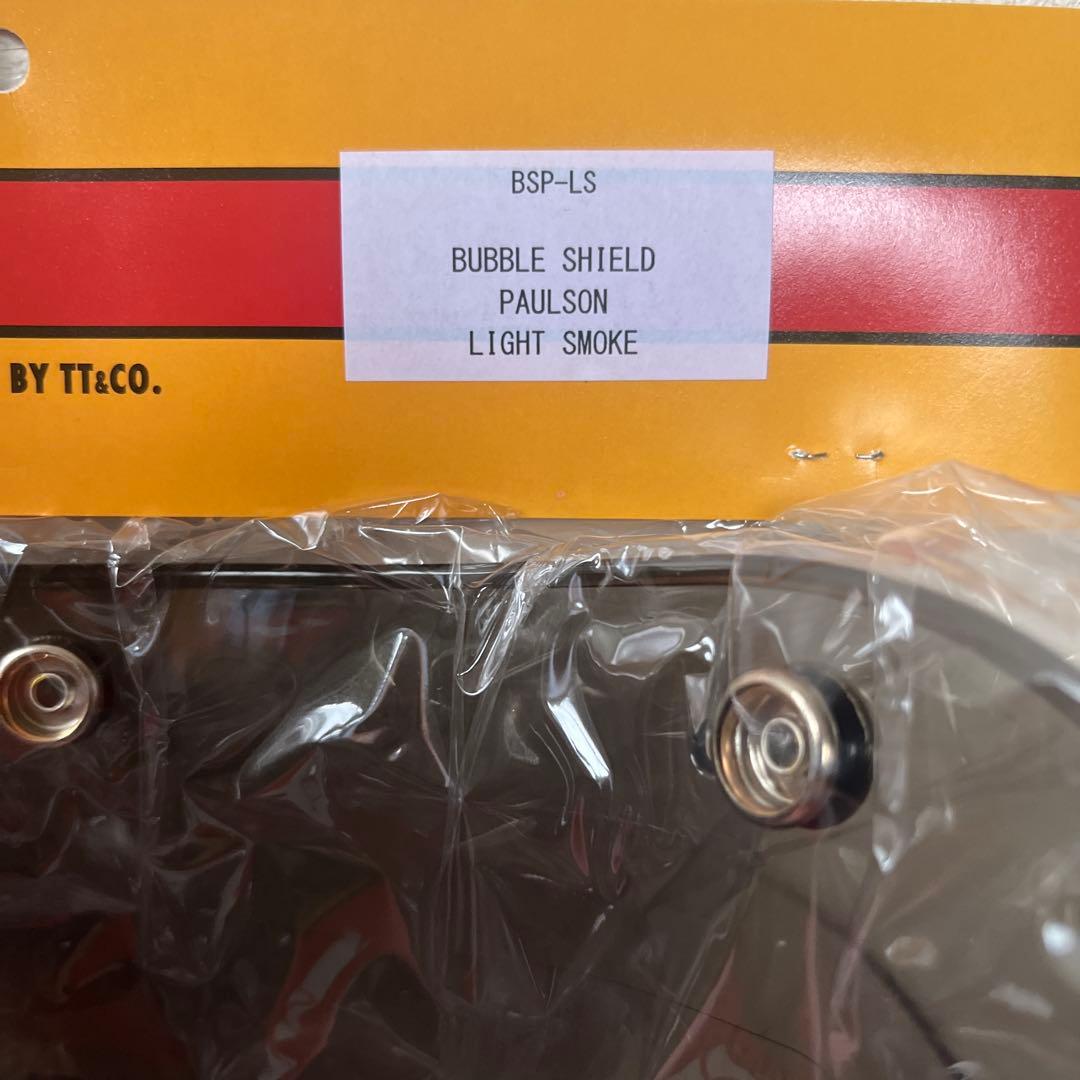 BSP-LS
BUBBLE SHIELD
PAULSON
LIGHT SMOKE
BY TT&CO.